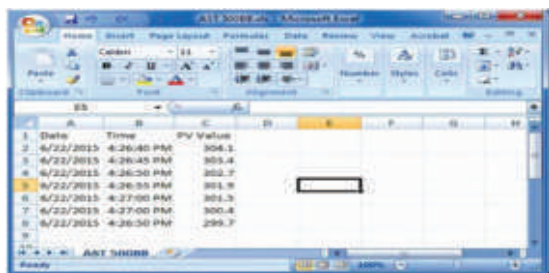 AST 500BB.xls - Microsoft Excel
Home Insert Page Layout Formulas Data Review View Acrobat
Paste Calibri 11 Number Styles Cells
Clipboard Font Alignment Editing
E5
A B C D E F G H
1 Date Time PV Value
2 6/22/2015 4:26:40 PM 304.1
3 6/22/2015 4:26:45 PM 303.4
4 6/22/2015 4:26:50 PM 302.7
5 6/22/2015 4:26:55 PM 301.9
6 6/22/2015 4:27:00 PM 301.3
7 6/22/2015 4:27:00 PM 300.4
8 6/22/2015 4:26:50 PM 299.7
9
AST 500BB
Ready 100%